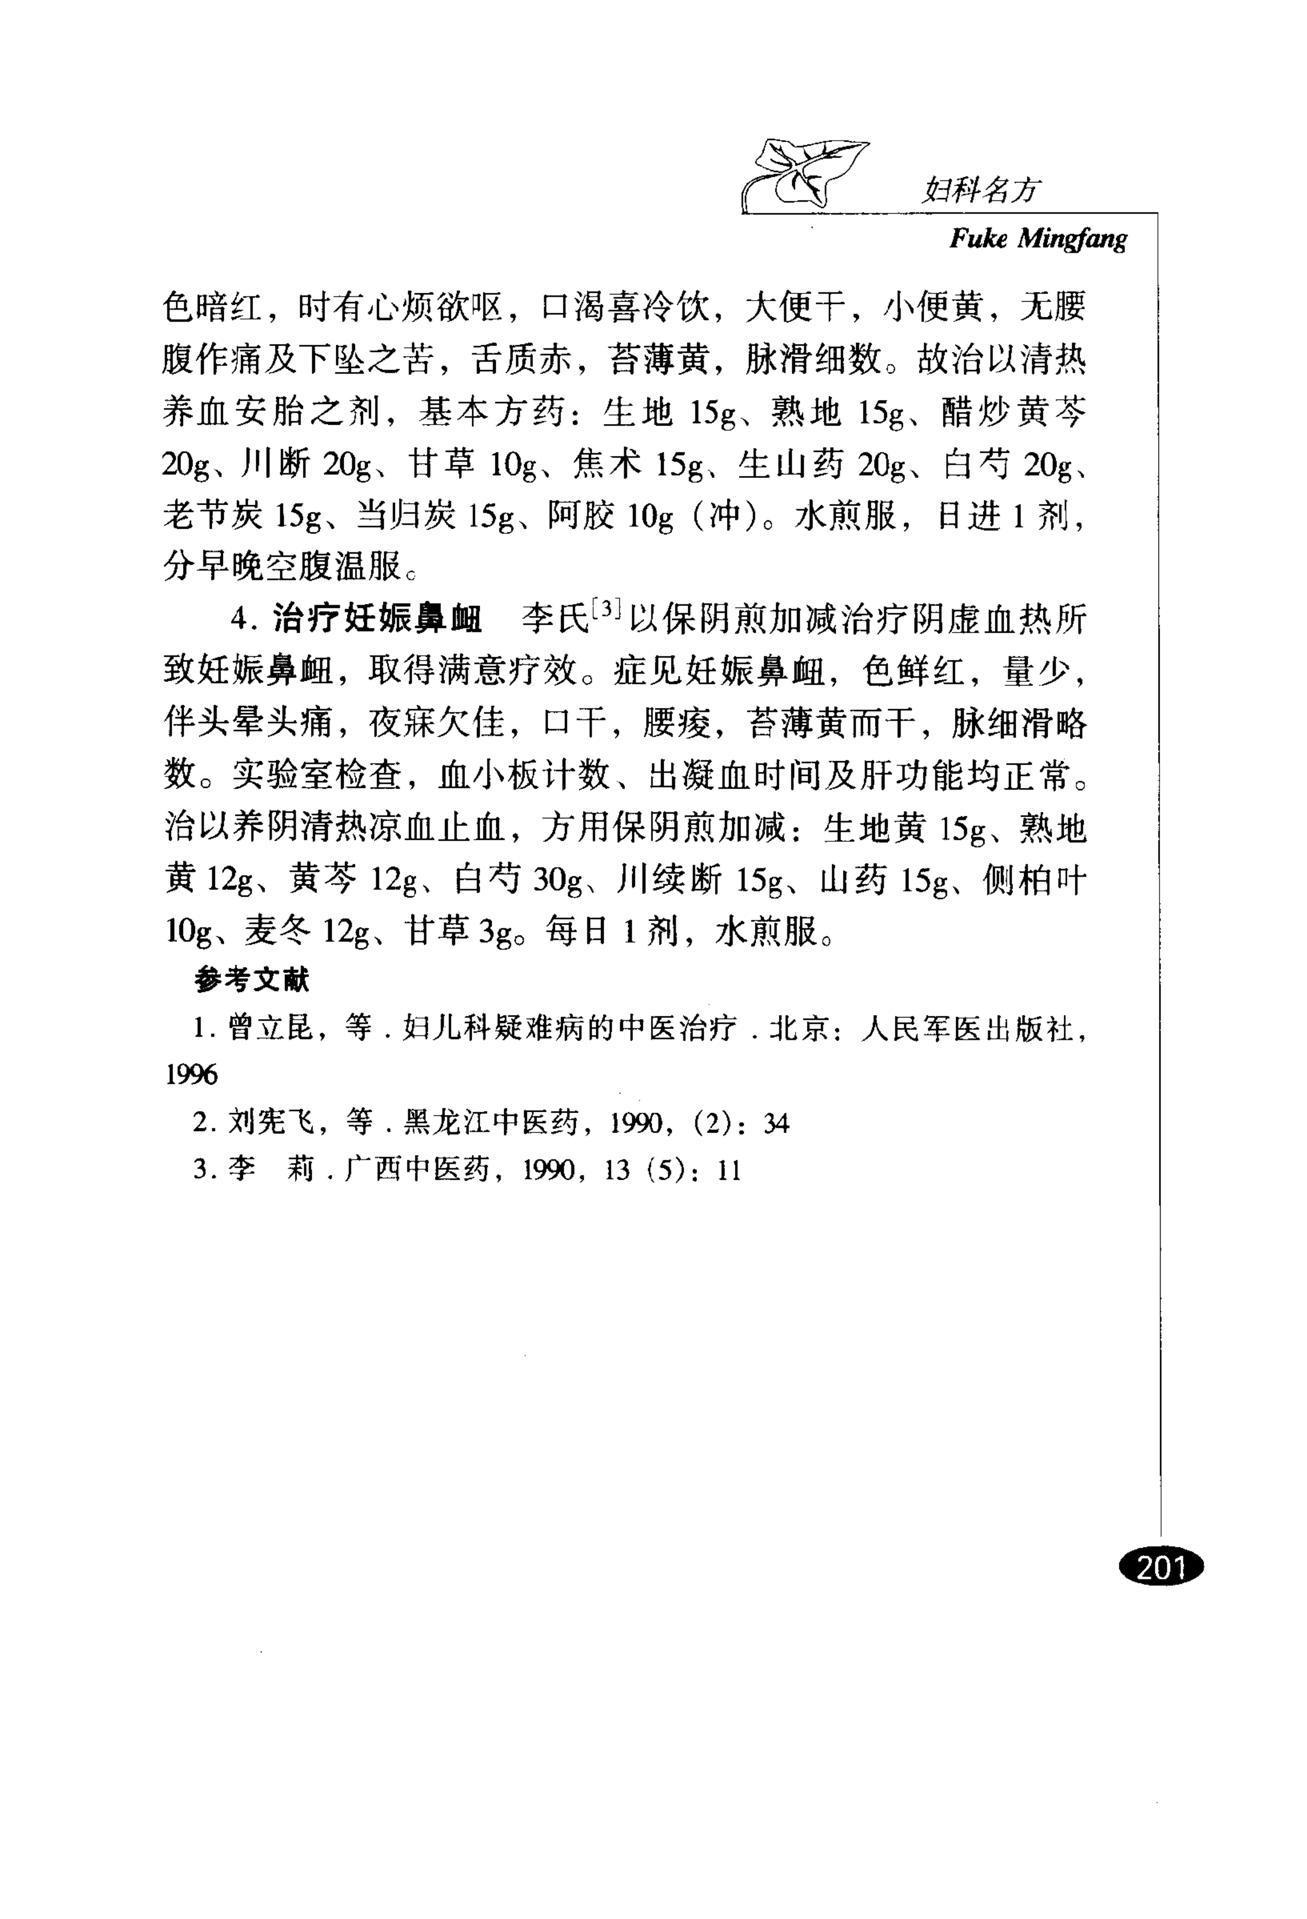 妇科名方
Fuke Mingfang
色暗红，时有心烦欲呕，口渴喜冷饮，大便干，小便黄，无腰
腹作痛及下坠之苦，舌质赤，苔薄黄，脉滑细数。故治以清热
养血安胎之剂，基本方药：生地 15g、熟地 15g、醋炒黄芩
20g、川断 20g、甘草 10g、焦术 15g、生山药 20g、白芍 20g、
老节炭 15g、当归炭 15g、阿胶 10g（冲）。水煎服，日进 1 剂，
分早晚空腹温服。
4. 治疗妊娠鼻衄　李氏[3]以保阴煎加减治疗阴虚血热所
致妊娠鼻衄，取得满意疗效。症见妊娠鼻衄，色鲜红，量少，
伴头晕头痛，夜寐欠佳，口干，腰痠，苔薄黄而干，脉细滑略
数。实验室检查，血小板计数、出凝血时间及肝功能均正常。
治以养阴清热凉血止血，方用保阴煎加减：生地黄 15g、熟地
黄 12g、黄芩 12g、白芍 30g、川续断 15g、山药 15g、侧柏叶
10g、麦冬 12g、甘草 3g。每日 1 剂，水煎服。
参考文献
1. 曾立昆，等．妇儿科疑难病的中医治疗．北京：人民军医出版社，
1996
2. 刘宪飞，等．黑龙江中医药，1990，(2)：34
3. 李　莉．广西中医药，1990，13 (5)：11
201